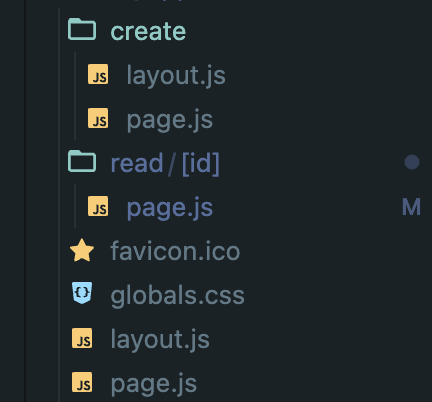 create
JS layout.js
JS page.js
read/[id]
JS page.js M
favicon.ico
{} globals.css
JS layout.js
JS page.js